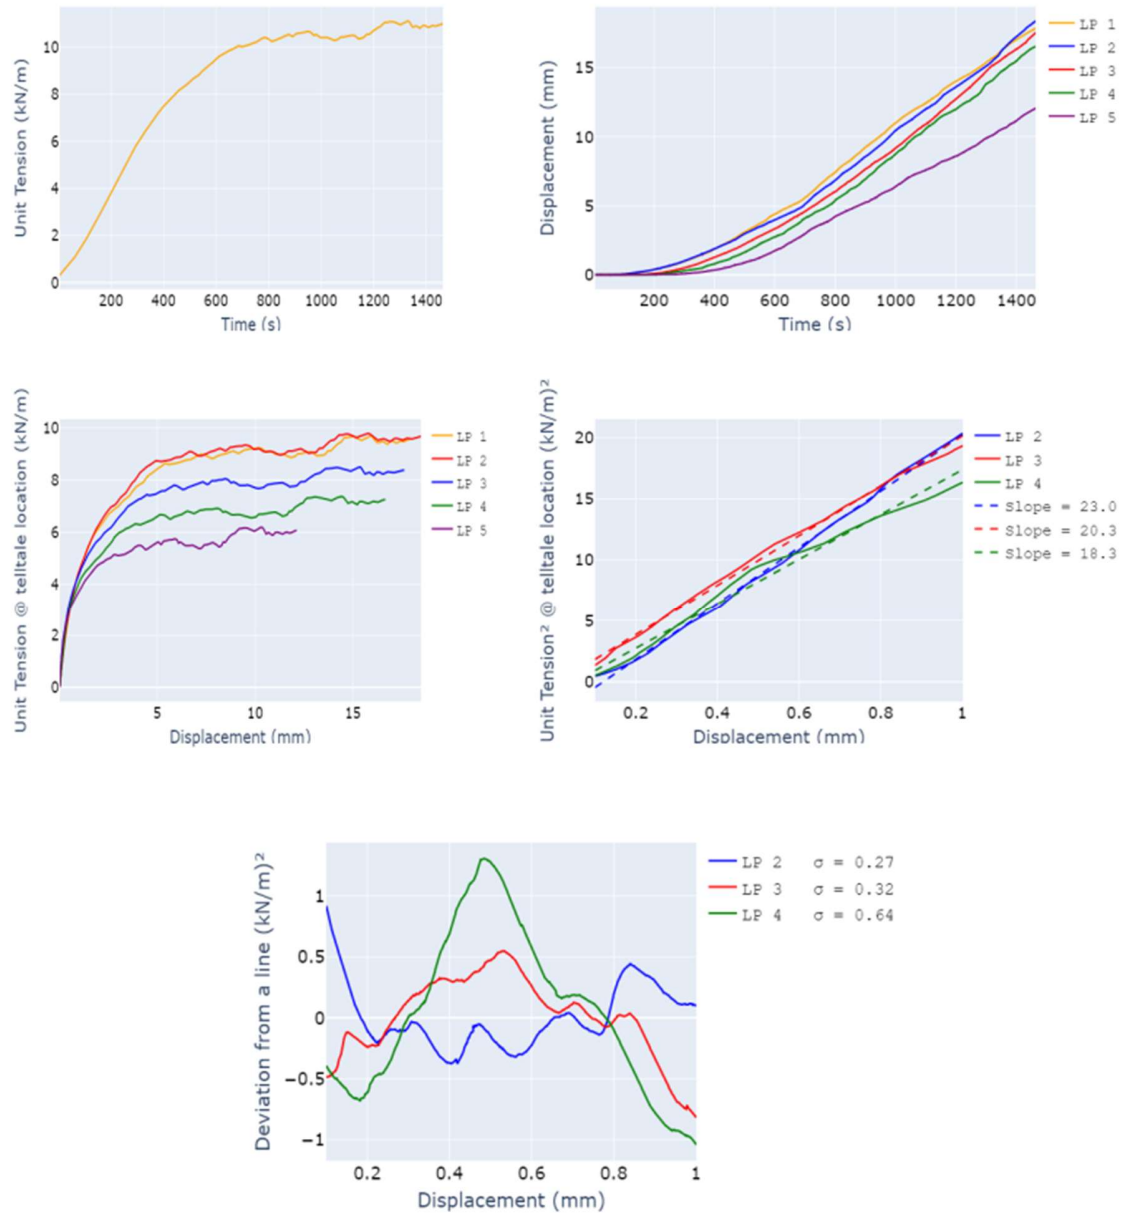 Unit Tension (kN/m)
10
8
6
4
2
0
200 400 600 800 1000 1200 1400
Time (s)
Displacement (mm)
15
10
5
0
200 400 600 800 1000 1200 1400
Time (s)
LP 1
LP 2
LP 3
LP 4
LP 5
Unit Tension @ telltale location (kN/m)
10
8
6
4
2
0
5 10 15
Displacement (mm)
LP 1
LP 2
LP 3
LP 4
LP 5
Unit Tension² @ telltale location (kN/m)²
20
15
10
5
0
0.2 0.4 0.6 0.8 1
Displacement (mm)
LP 2
LP 3
LP 4
Slope = 23.0
Slope = 20.3
Slope = 18.3
Deviation from a line (kN/m)²
1
0.5
0
−0.5
−1
0.2 0.4 0.6 0.8 1
Displacement (mm)
LP 2 σ = 0.27
LP 3 σ = 0.32
LP 4 σ = 0.64